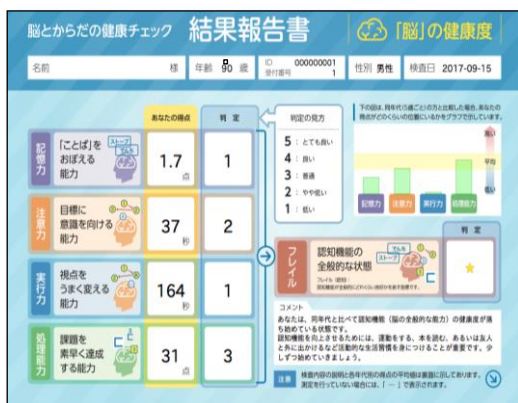 脳とからだの健康チェック 結果報告書 「脳」の健康度
名前 様 年齢 90 歳 ID 000000001 性別 男性 検査日 2017-09-15
受付番号 1
あなたの得点 判定
記憶力 「ことば」を おぼえる 能力 1.7 点 1
注意力 目標に 意識を向ける 能力 37 秒 2
実行力 視点を うまく変える 能力 164 秒 1
処理能力 課題を 素早く達成 する能力 31 点 3
判定の見方
5：とても良い
4：良い
3：普通
2：やや低い
1：低い
下の図は、同年代(5歳ごと)の方と比較した場合、あなたの
得点がどのくらいの位置にいるかをグラフで示しています。
高い
平均
低い
記憶力 注意力 実行力 処理能力
フレイル 認知機能の 全般的な状態
ストープ
判定
コメント
あなたは、同年代と比べて認知機能（脳の全般的な能力）の健康度が落
ち始めている状態です。
認知機能を向上させるためには、運動をする、本を読む、あるいは友人
と外に出かけるなど活動的な生活習慣を身につけることが重要です。少
しずつ始めていきましょう。
注意 検査内容の説明と各年代別の得点の平均値は裏面に示しております。
測定を行っていない場合には、「 ― 」で表示されます。